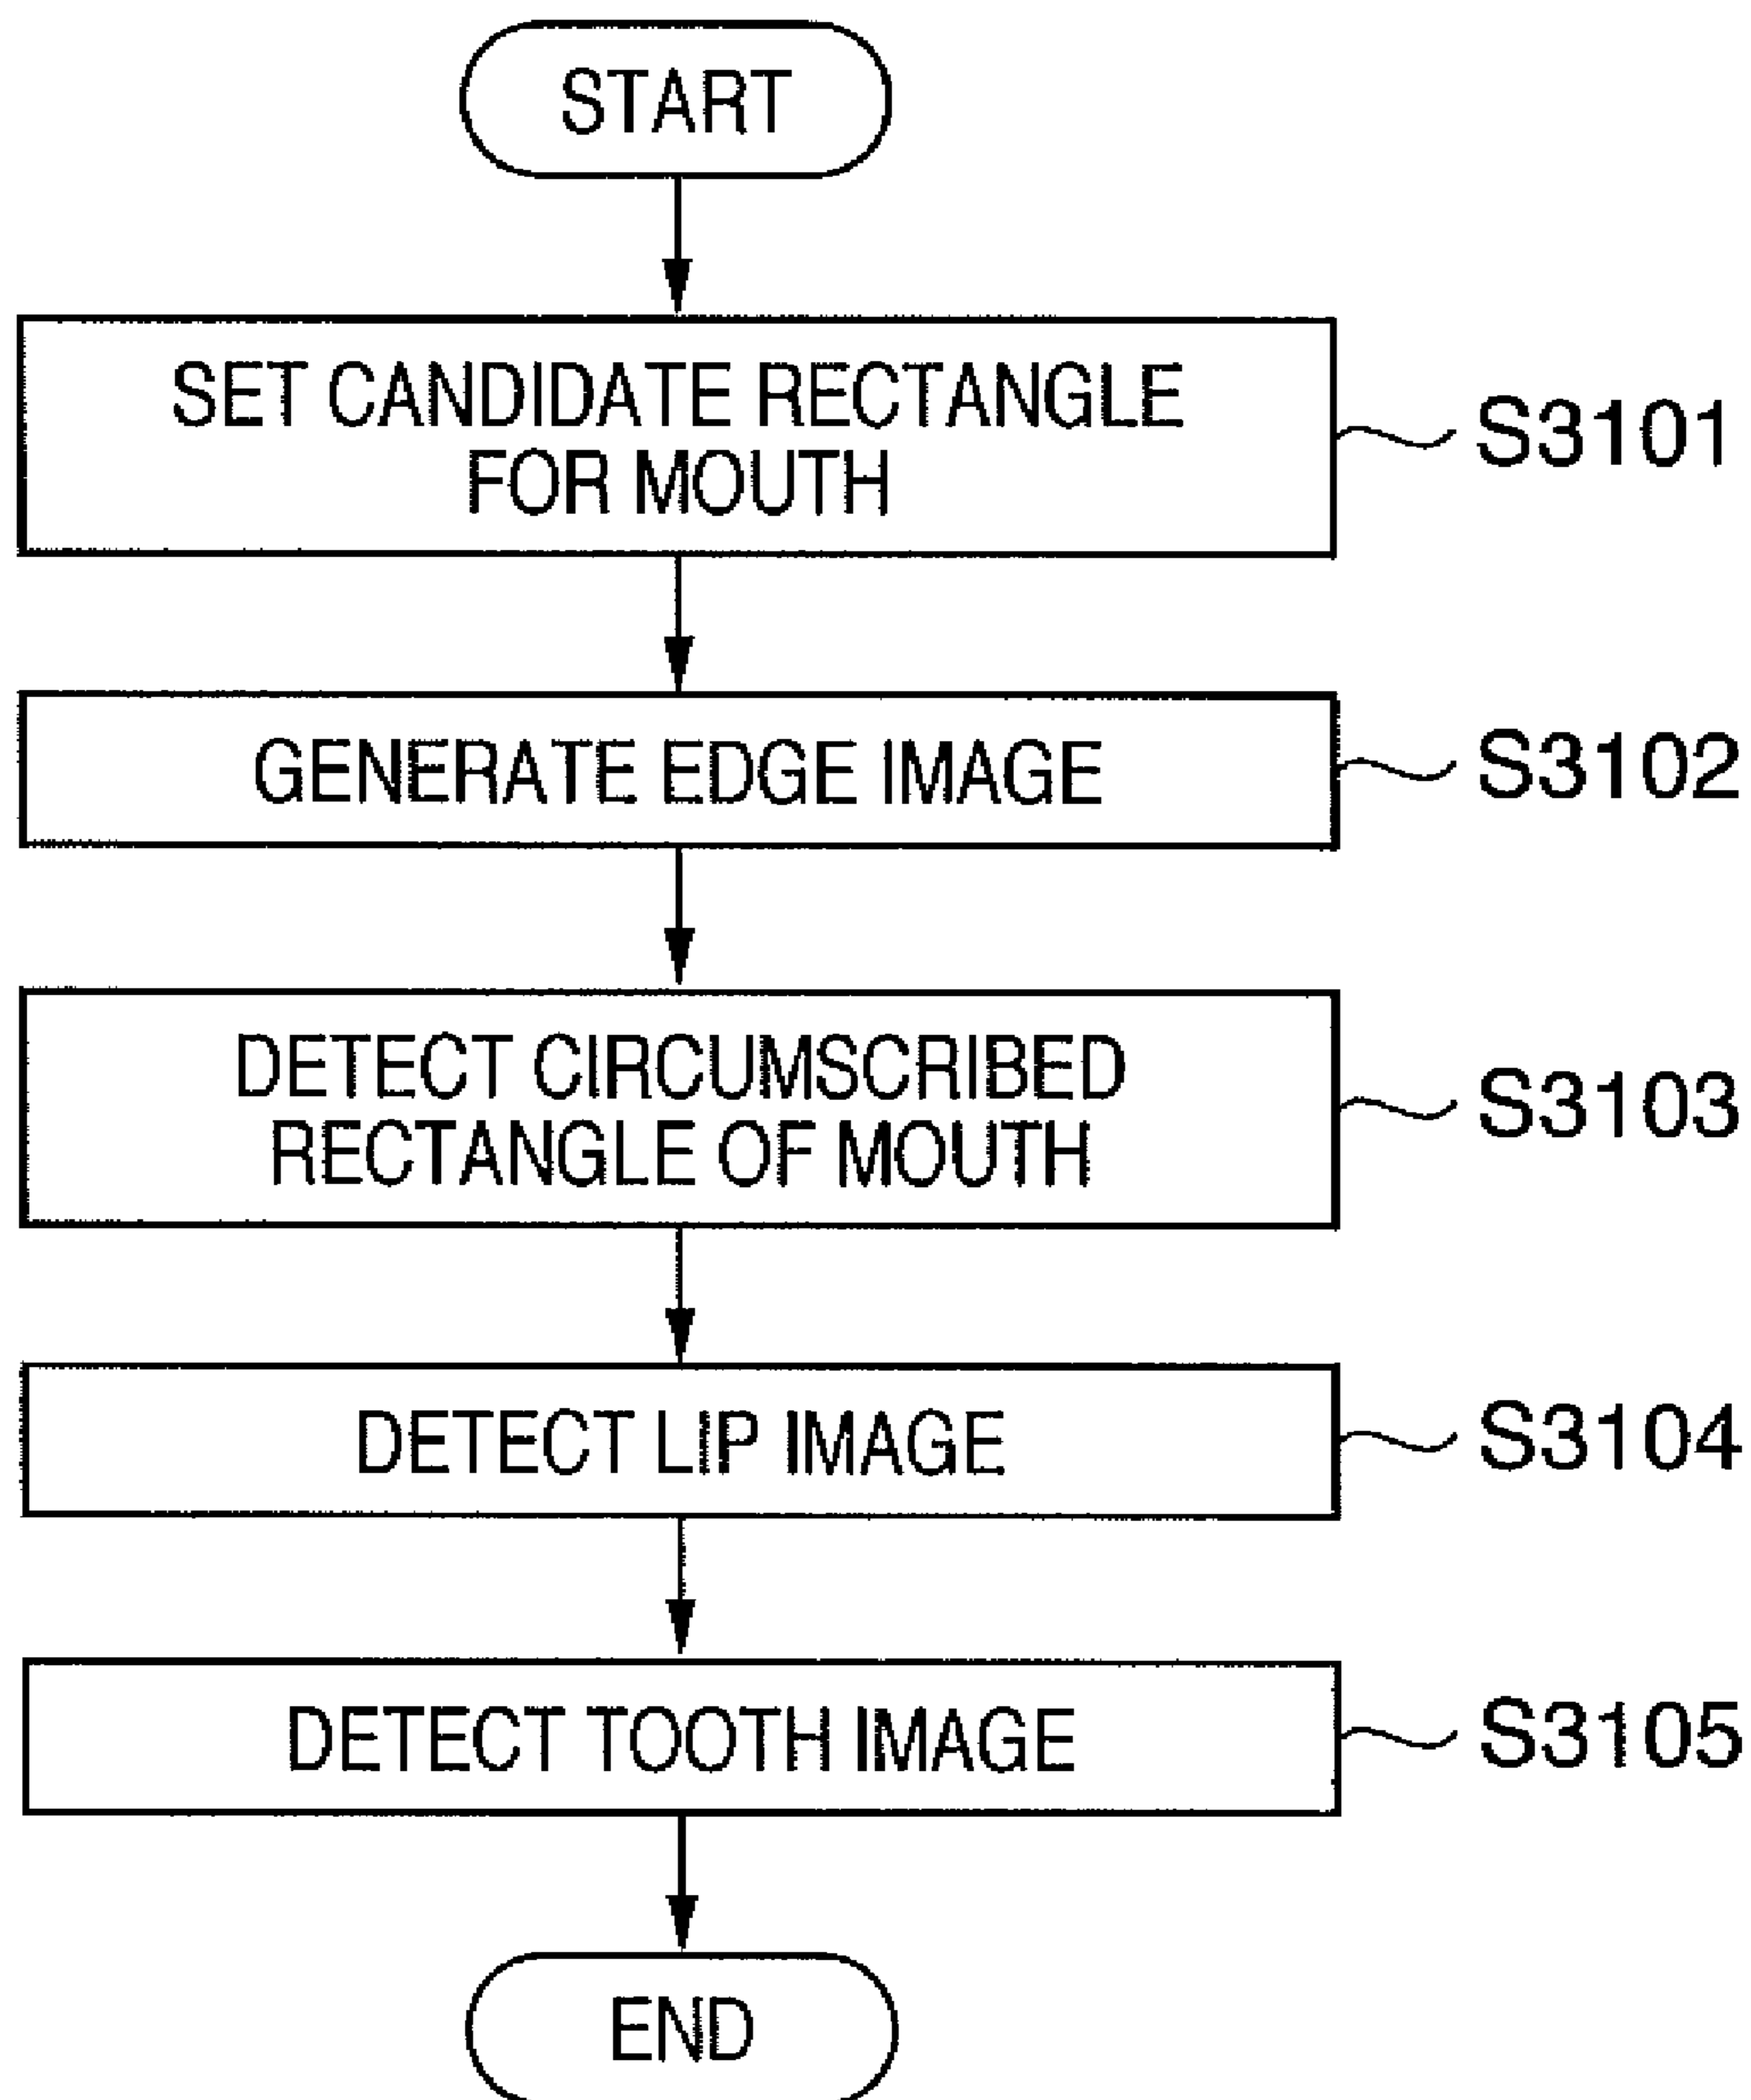 START
SET CANDIDATE RECTANGLE
FOR MOUTH
S3101
GENERATE EDGE IMAGE
S3102
DETECT CIRCUMSCRIBED
RECTANGLE OF MOUTH
S3103
DETECT LIP IMAGE
S3104
DETECT TOOTH IMAGE
S3105
END